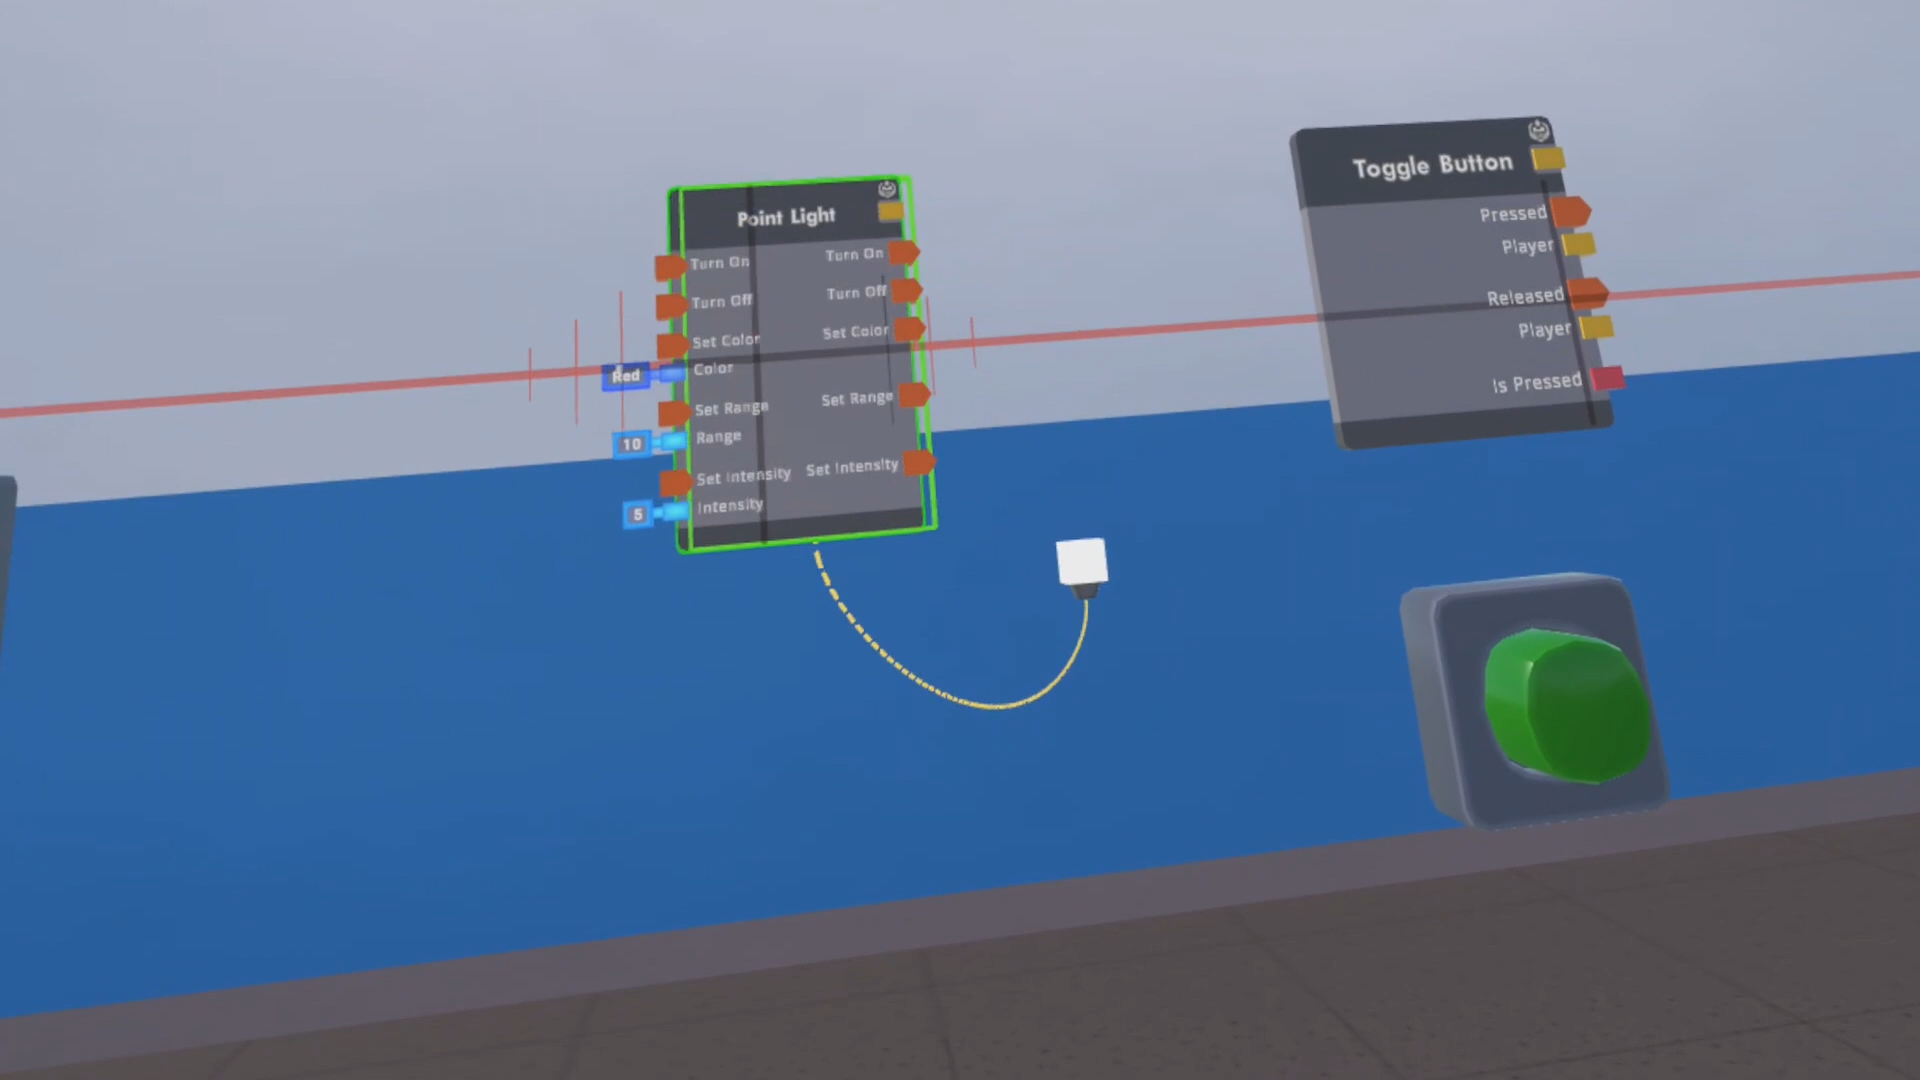 Point Light
Turn On
Turn On
Turn Off
Turn Off
Set Color
Set Color
Red
Color
Set Range
Set Range
10
Range
Set Intensity
Set Intensity
5
Intensity
Toggle Button
Pressed
Player
Released
Player
Is Pressed